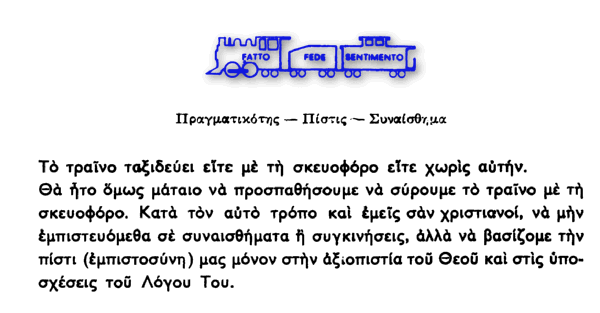 FATTO FEDE SENTIMENTO
Πραγματικότης — Πίστις — Συναίσθημα
Τὸ τραῖνο ταξιδεύει εἴτε μὲ τὴ σκευοφόρο εἴτε χωρὶς αὐτήν.
Θὰ ἦτο ὅμως μάταιο νὰ προσπαθήσουμε νὰ σύρουμε τὸ τραῖνο μὲ τὴ
σκευοφόρο. Κατὰ τὸν αὐτὸ τρόπο καὶ ἐμεῖς σὰν χριστιανοί, νὰ μὴν
ἐμπιστευόμεθα σὲ συναισθήματα ἢ συγκινήσεις, ἀλλὰ νὰ βασίζομε τὴν
πίστι (ἐμπιστοσύνη) μας μόνον στὴν ἀξιοπιστία τοῦ Θεοῦ καὶ στὶς ὑπο-
σχέσεις τοῦ Λόγου Του.